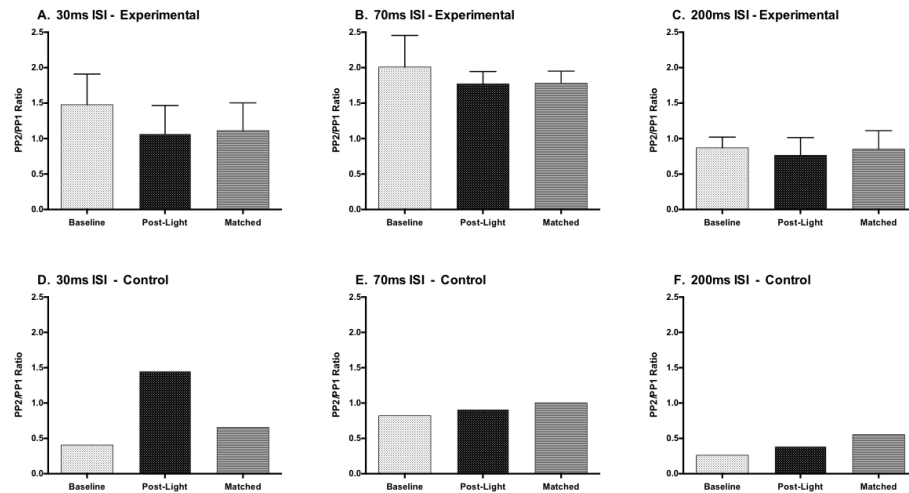 A. 30ms ISI - Experimental
PP2/PP1 Ratio
2.5
2.0
1.5
1.0
0.5
0.0
Baseline Post-Light Matched
B. 70ms ISI - Experimental
PP2/PP1 Ratio
2.5
2.0
1.5
1.0
0.5
0.0
Baseline Post-Light Matched
C. 200ms ISI - Experimental
PP2/PP1 Ratio
2.5
2.0
1.5
1.0
0.5
0.0
Baseline Post-Light Matched
D. 30ms ISI - Control
PP2/PP1 Ratio
2.5
2.0
1.5
1.0
0.5
0.0
Baseline Post-Light Matched
E. 70ms ISI - Control
PP2/PP1 Ratio
2.5
2.0
1.5
1.0
0.5
0.0
Baseline Post-Light Matched
F. 200ms ISI - Control
PP2/PP1 Ratio
2.5
2.0
1.5
1.0
0.5
0.0
Baseline Post-Light Matched